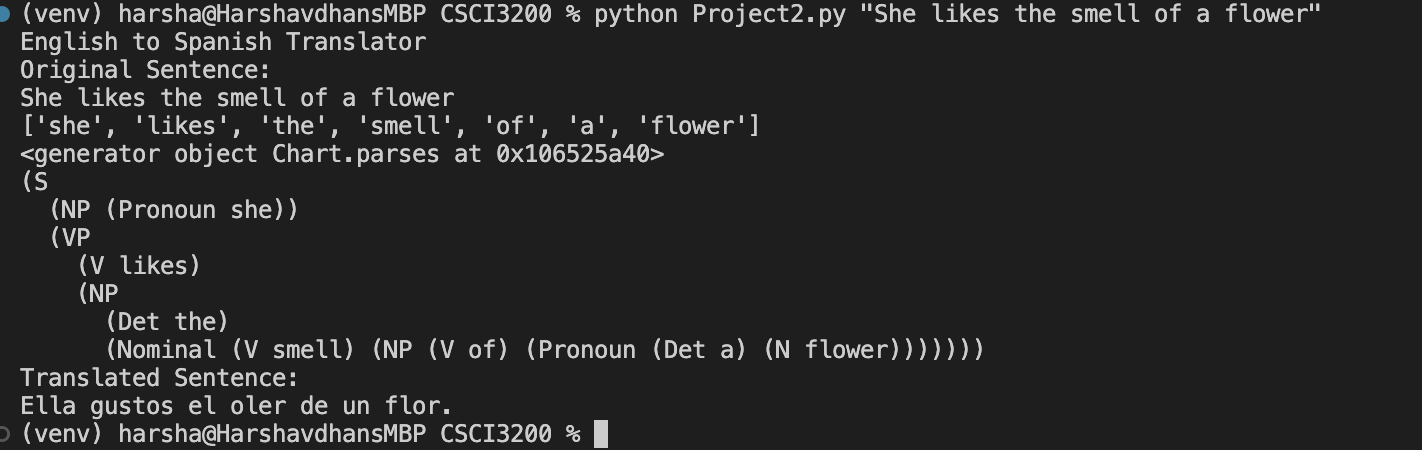 (venv) harsha@HarshavdhansMBP CSCI3200 % python Project2.py "She likes the smell of a flower"
English to Spanish Translator
Original Sentence:
She likes the smell of a flower
['she', 'likes', 'the', 'smell', 'of', 'a', 'flower']
<generator object Chart.parses at 0x106525a40>
(S
  (NP (Pronoun she))
  (VP
    (V likes)
    (NP
      (Det the)
      (Nominal (V smell) (NP (V of) (Pronoun (Det a) (N flower)))))))
Translated Sentence:
Ella gustos el oler de un flor.
(venv) harsha@HarshavdhansMBP CSCI3200 %